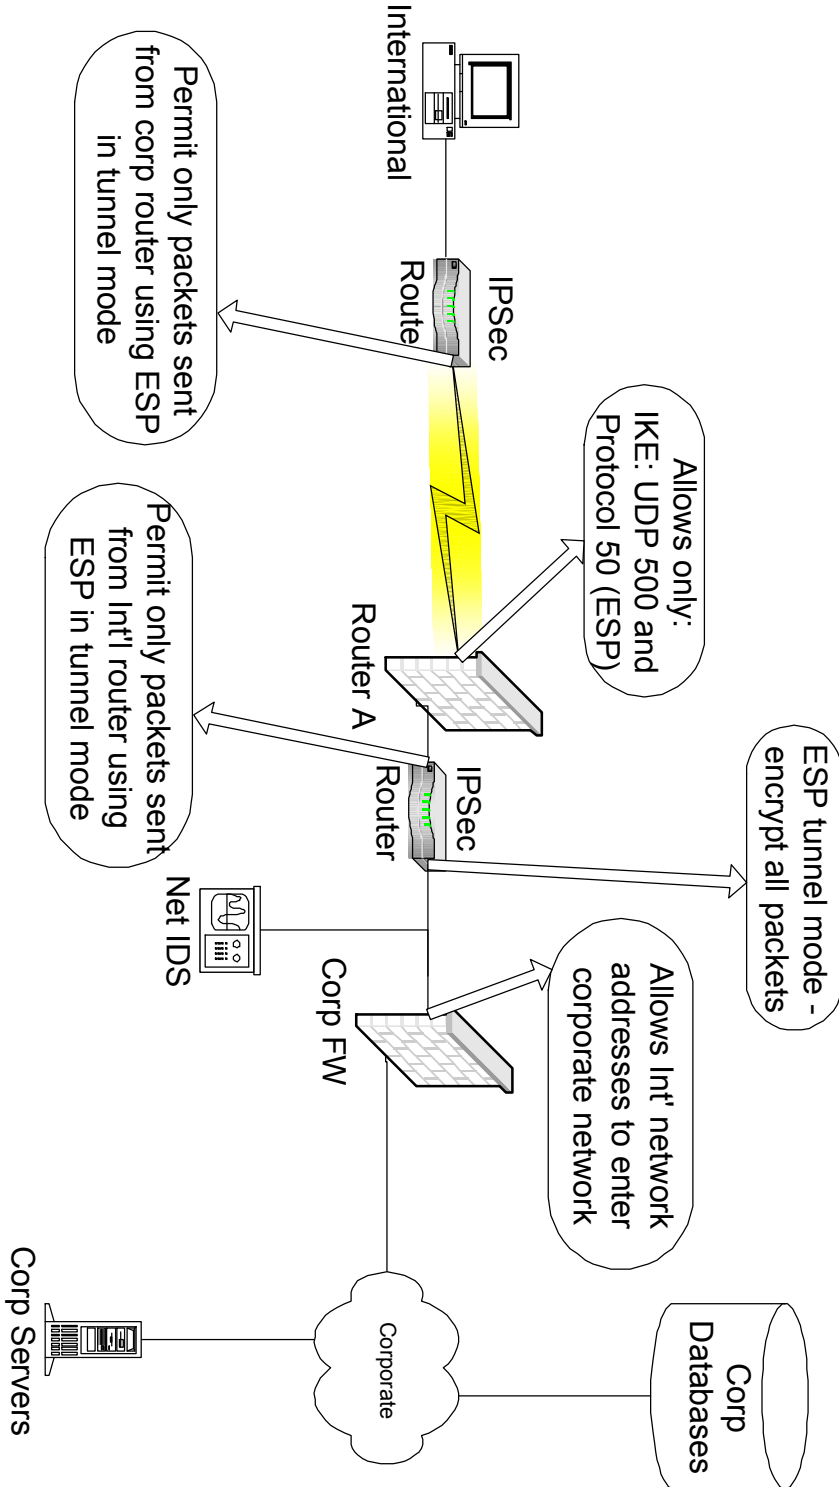 ESP tunnel mode -
encrypt all packets
Allows only:
IKE: UDP 500 and
Protocol 50 (ESP)
Allows Int' network
addresses to enter
corporate network
Corp
Databases
IPSec
Route
International
IPSec
Router
Router A
Corp FW
Corporate
Net IDS
Permit only packets sent
from corp router using ESP
in tunnel mode
Permit only packets sent
from Int'l router using
ESP in tunnel mode
Corp Servers